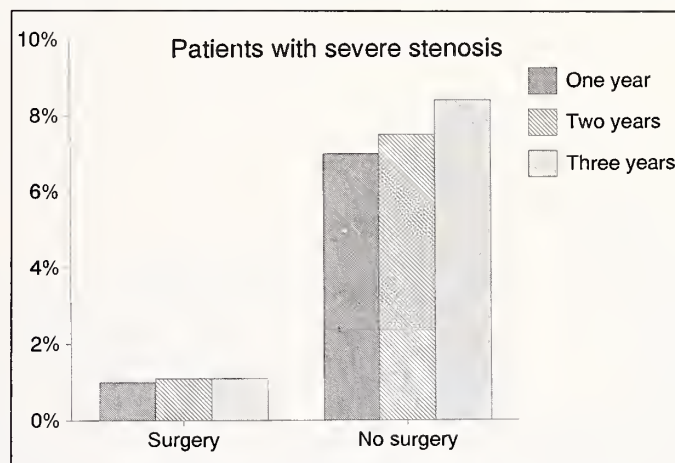 Patients with severe stenosis
10%
8%
6%
4%
2%
0%
Surgery
No surgery
One year
Two years
Three years